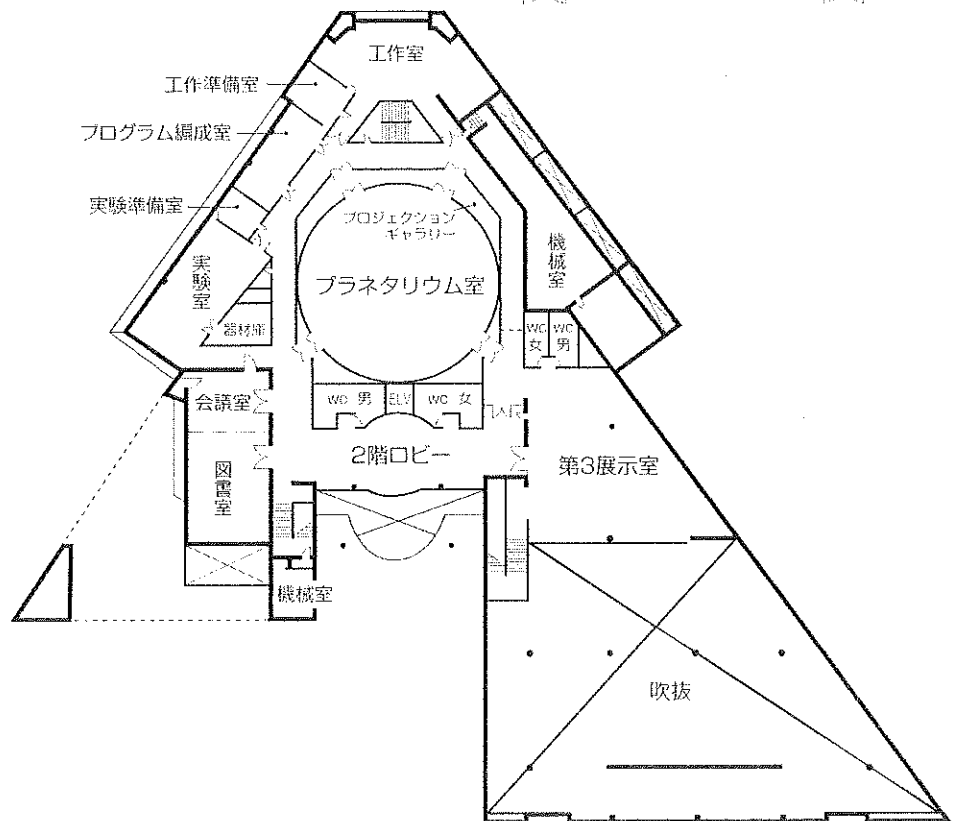 工作室
工作準備室
プログラム編成室
実験準備室
プロジェクション
ギャラリー
機械室
実験室
プラネタリウム室
器材庫
WC
女
WC
男
会議室
WC 男
ELV
WC 女
2階ロビー
第3展示室
図書室
機械室
吹抜